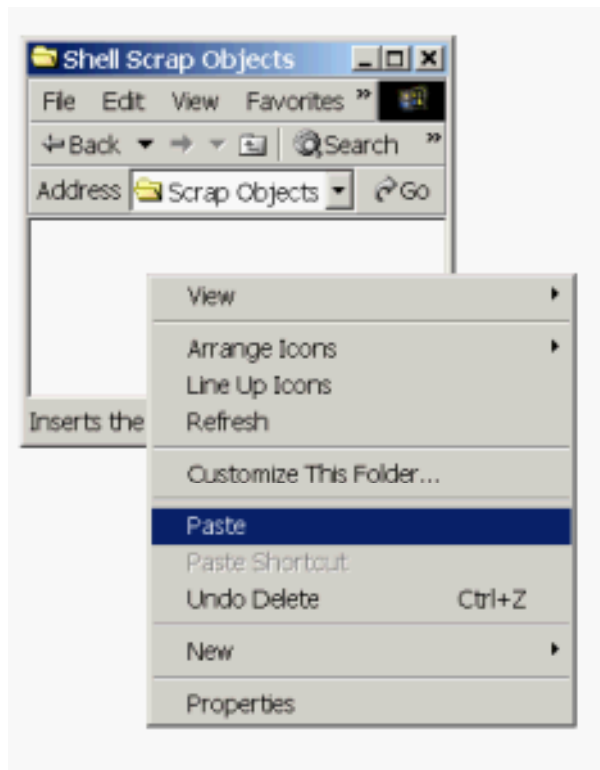 Shell Scrap Objects
File Edit View Favorites »
Back Search »
Address Scrap Objects Go
Inserts the
View
Arrange Icons
Line Up Icons
Refresh
Customize This Folder...
Paste
Paste Shortcut
Undo Delete Ctrl+Z
New
Properties